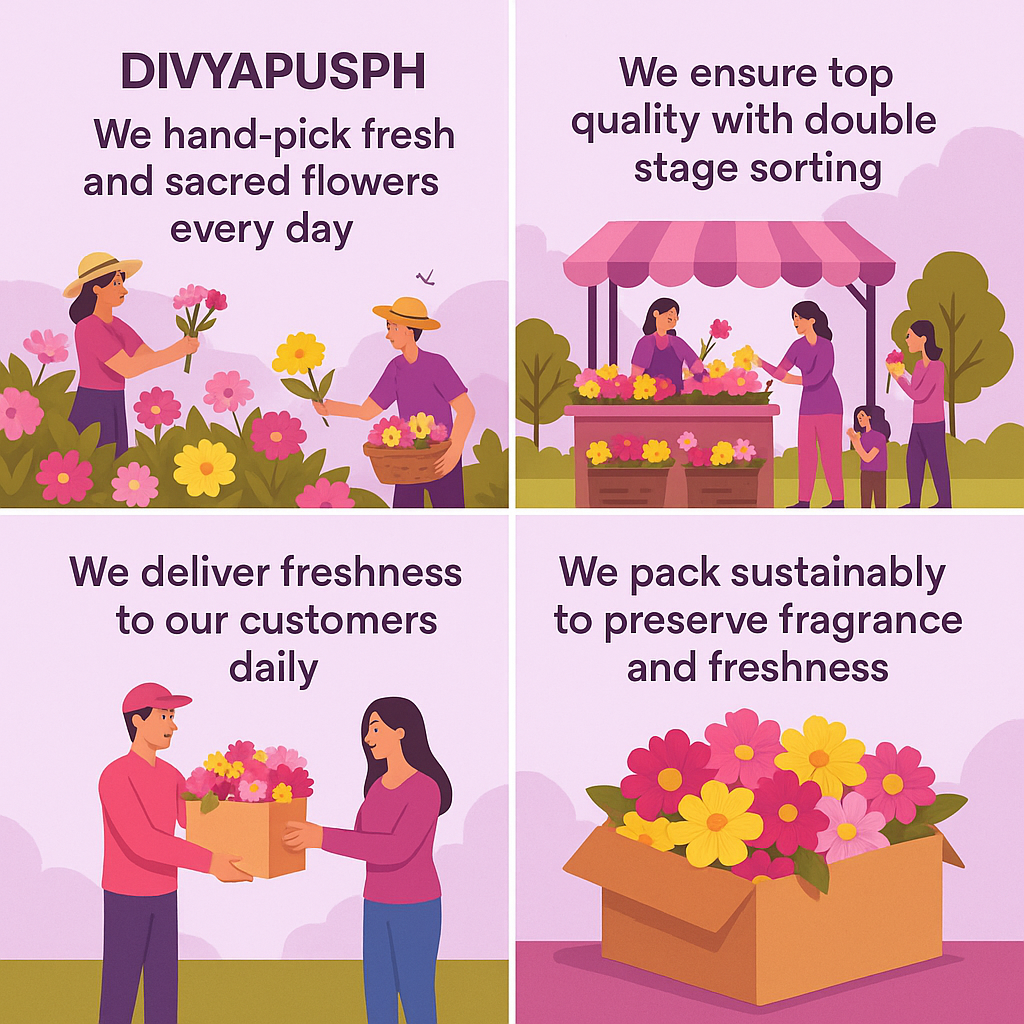 DIVYAPUSPH
We hand-pick fresh
and sacred flowers
every day
We ensure top
quality with double
stage sorting
We deliver freshness
to our customers
daily
We pack sustainably
to preserve fragrance
and freshness